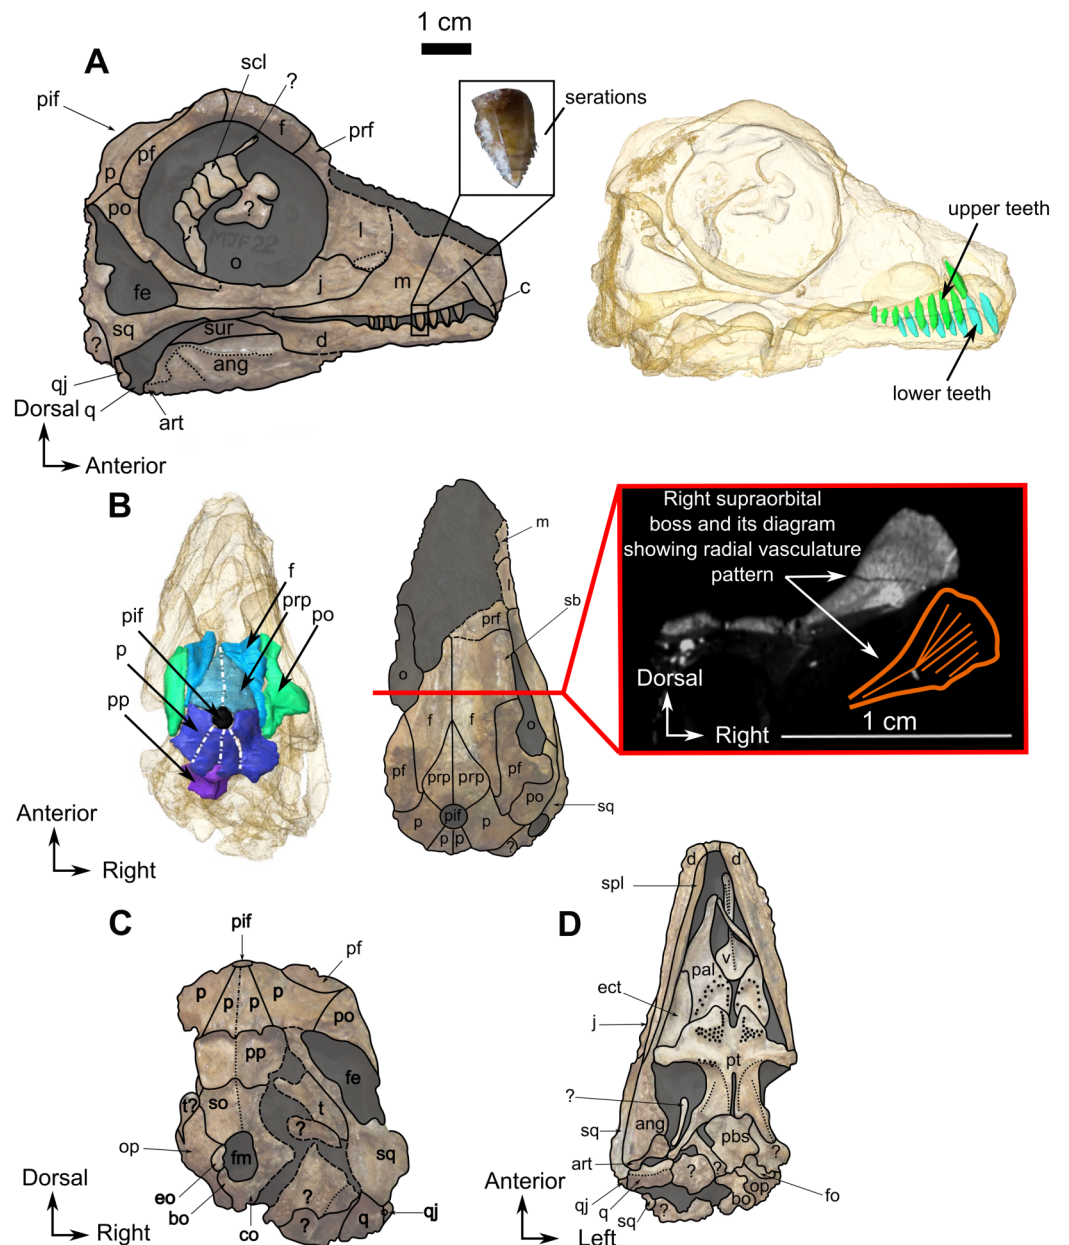 1 cm
A
scl
?
pif
f
prf
serations
pf
p
po
?
MJF 22
l
o
j
m
fe
c
sur
sq
d
?
ang
qj
q
art
Dorsal
Anterior
upper teeth
lower teeth
B
f
prp
pif
po
p
pp
Anterior
Right
m
l
sb
prf
o
f
f
o
pf
prp
prp
pf
po
sq
p
pif
p
p
p
?
Right supraorbital
boss and its diagram
showing radial vasculature
pattern
Dorsal
Right
1 cm
C
pif
pf
p
p
p
p
po
pp
fe
t?
so
t
?
op
fm
sq
eo
bo
co
?
?
q
qj
Dorsal
Right
D
d
d
spl
v
pal
ect
j
pt
?
ang
pbs
sq
?
art
?
?
op
qj
q
bo
fo
sq
?
Anterior
Left